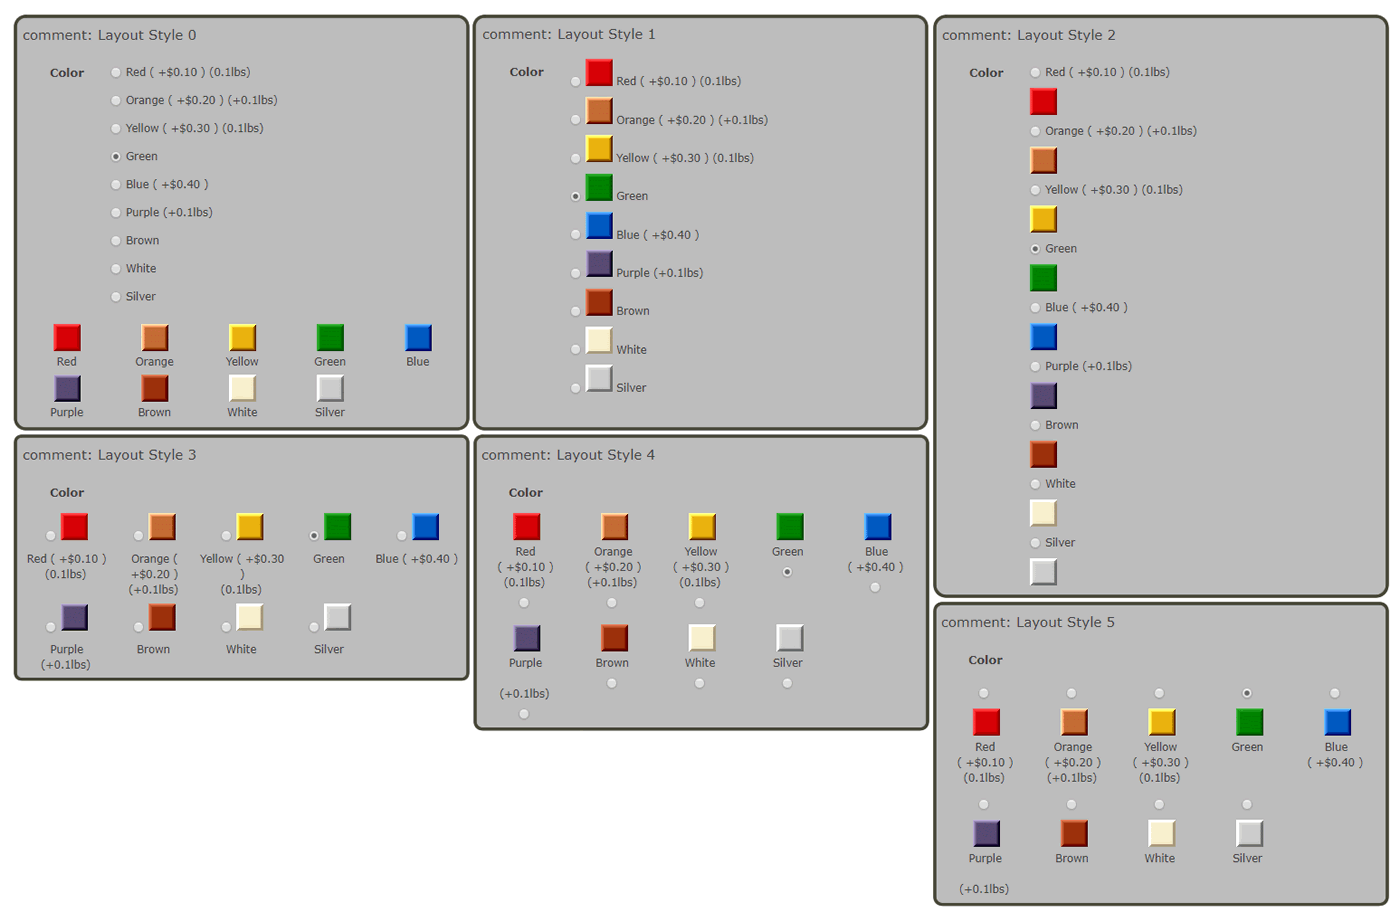 comment: Layout Style 0
Color
Red ( +$0.10 ) (0.1lbs)
Orange ( +$0.20 ) (+0.1lbs)
Yellow ( +$0.30 ) (0.1lbs)
Green
Blue ( +$0.40 )
Purple (+0.1lbs)
Brown
White
Silver
Red Orange Yellow Green Blue
Purple Brown White Silver
comment: Layout Style 1
Color
Red ( +$0.10 ) (0.1lbs)
Orange ( +$0.20 ) (+0.1lbs)
Yellow ( +$0.30 ) (0.1lbs)
Green
Blue ( +$0.40 )
Purple (+0.1lbs)
Brown
White
Silver
comment: Layout Style 2
Color
Red ( +$0.10 ) (0.1lbs)
Orange ( +$0.20 ) (+0.1lbs)
Yellow ( +$0.30 ) (0.1lbs)
Green
Blue ( +$0.40 )
Purple (+0.1lbs)
Brown
White
Silver
comment: Layout Style 3
Color
Red ( +$0.10 ) Orange ( Yellow ( +$0.30 Green Blue ( +$0.40 )
(0.1lbs) +$0.20 ) )
(+0.1lbs) (0.1lbs)
Purple Brown White Silver
(+0.1lbs)
comment: Layout Style 4
Color
Red Orange Yellow Green Blue
( +$0.10 ) ( +$0.20 ) ( +$0.30 ) ( +$0.40 )
(0.1lbs) (+0.1lbs) (0.1lbs)
Purple Brown White Silver
(+0.1lbs)
comment: Layout Style 5
Color
Red Orange Yellow Green Blue
( +$0.10 ) ( +$0.20 ) ( +$0.30 ) ( +$0.40 )
(0.1lbs) (+0.1lbs) (0.1lbs)
Purple Brown White Silver
(+0.1lbs)